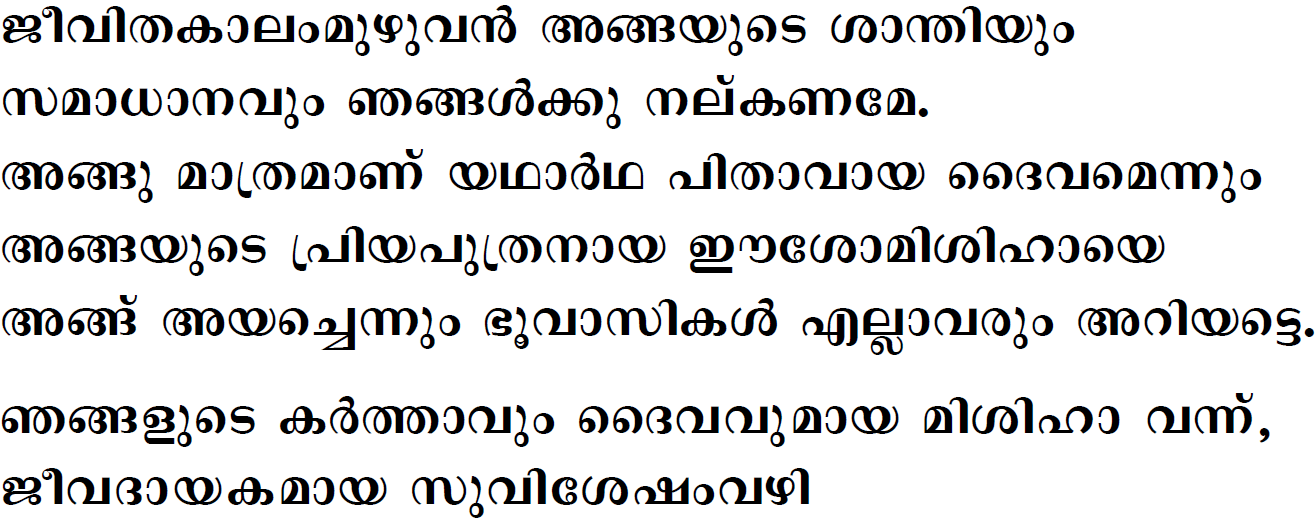 ജീവിതകാലംമുഴുവൻ അങ്ങയുടെ ശാന്തിയും
സമാധാനവും ഞങ്ങൾക്കു നല്കണമേ.
അങ്ങു മാത്രമാണ് യഥാർഥ പിതാവായ ദൈവമെന്നും
അങ്ങയുടെ പ്രിയപുത്രനായ ഈശോമിശിഹായെ
അങ്ങ് അയച്ചെന്നും ഭൂവാസികൾ എല്ലാവരും അറിയട്ടെ.
ഞങ്ങളുടെ കർത്താവും ദൈവവുമായ മിശിഹാ വന്ന്,
ജീവദായകമായ സുവിശേഷംവഴി